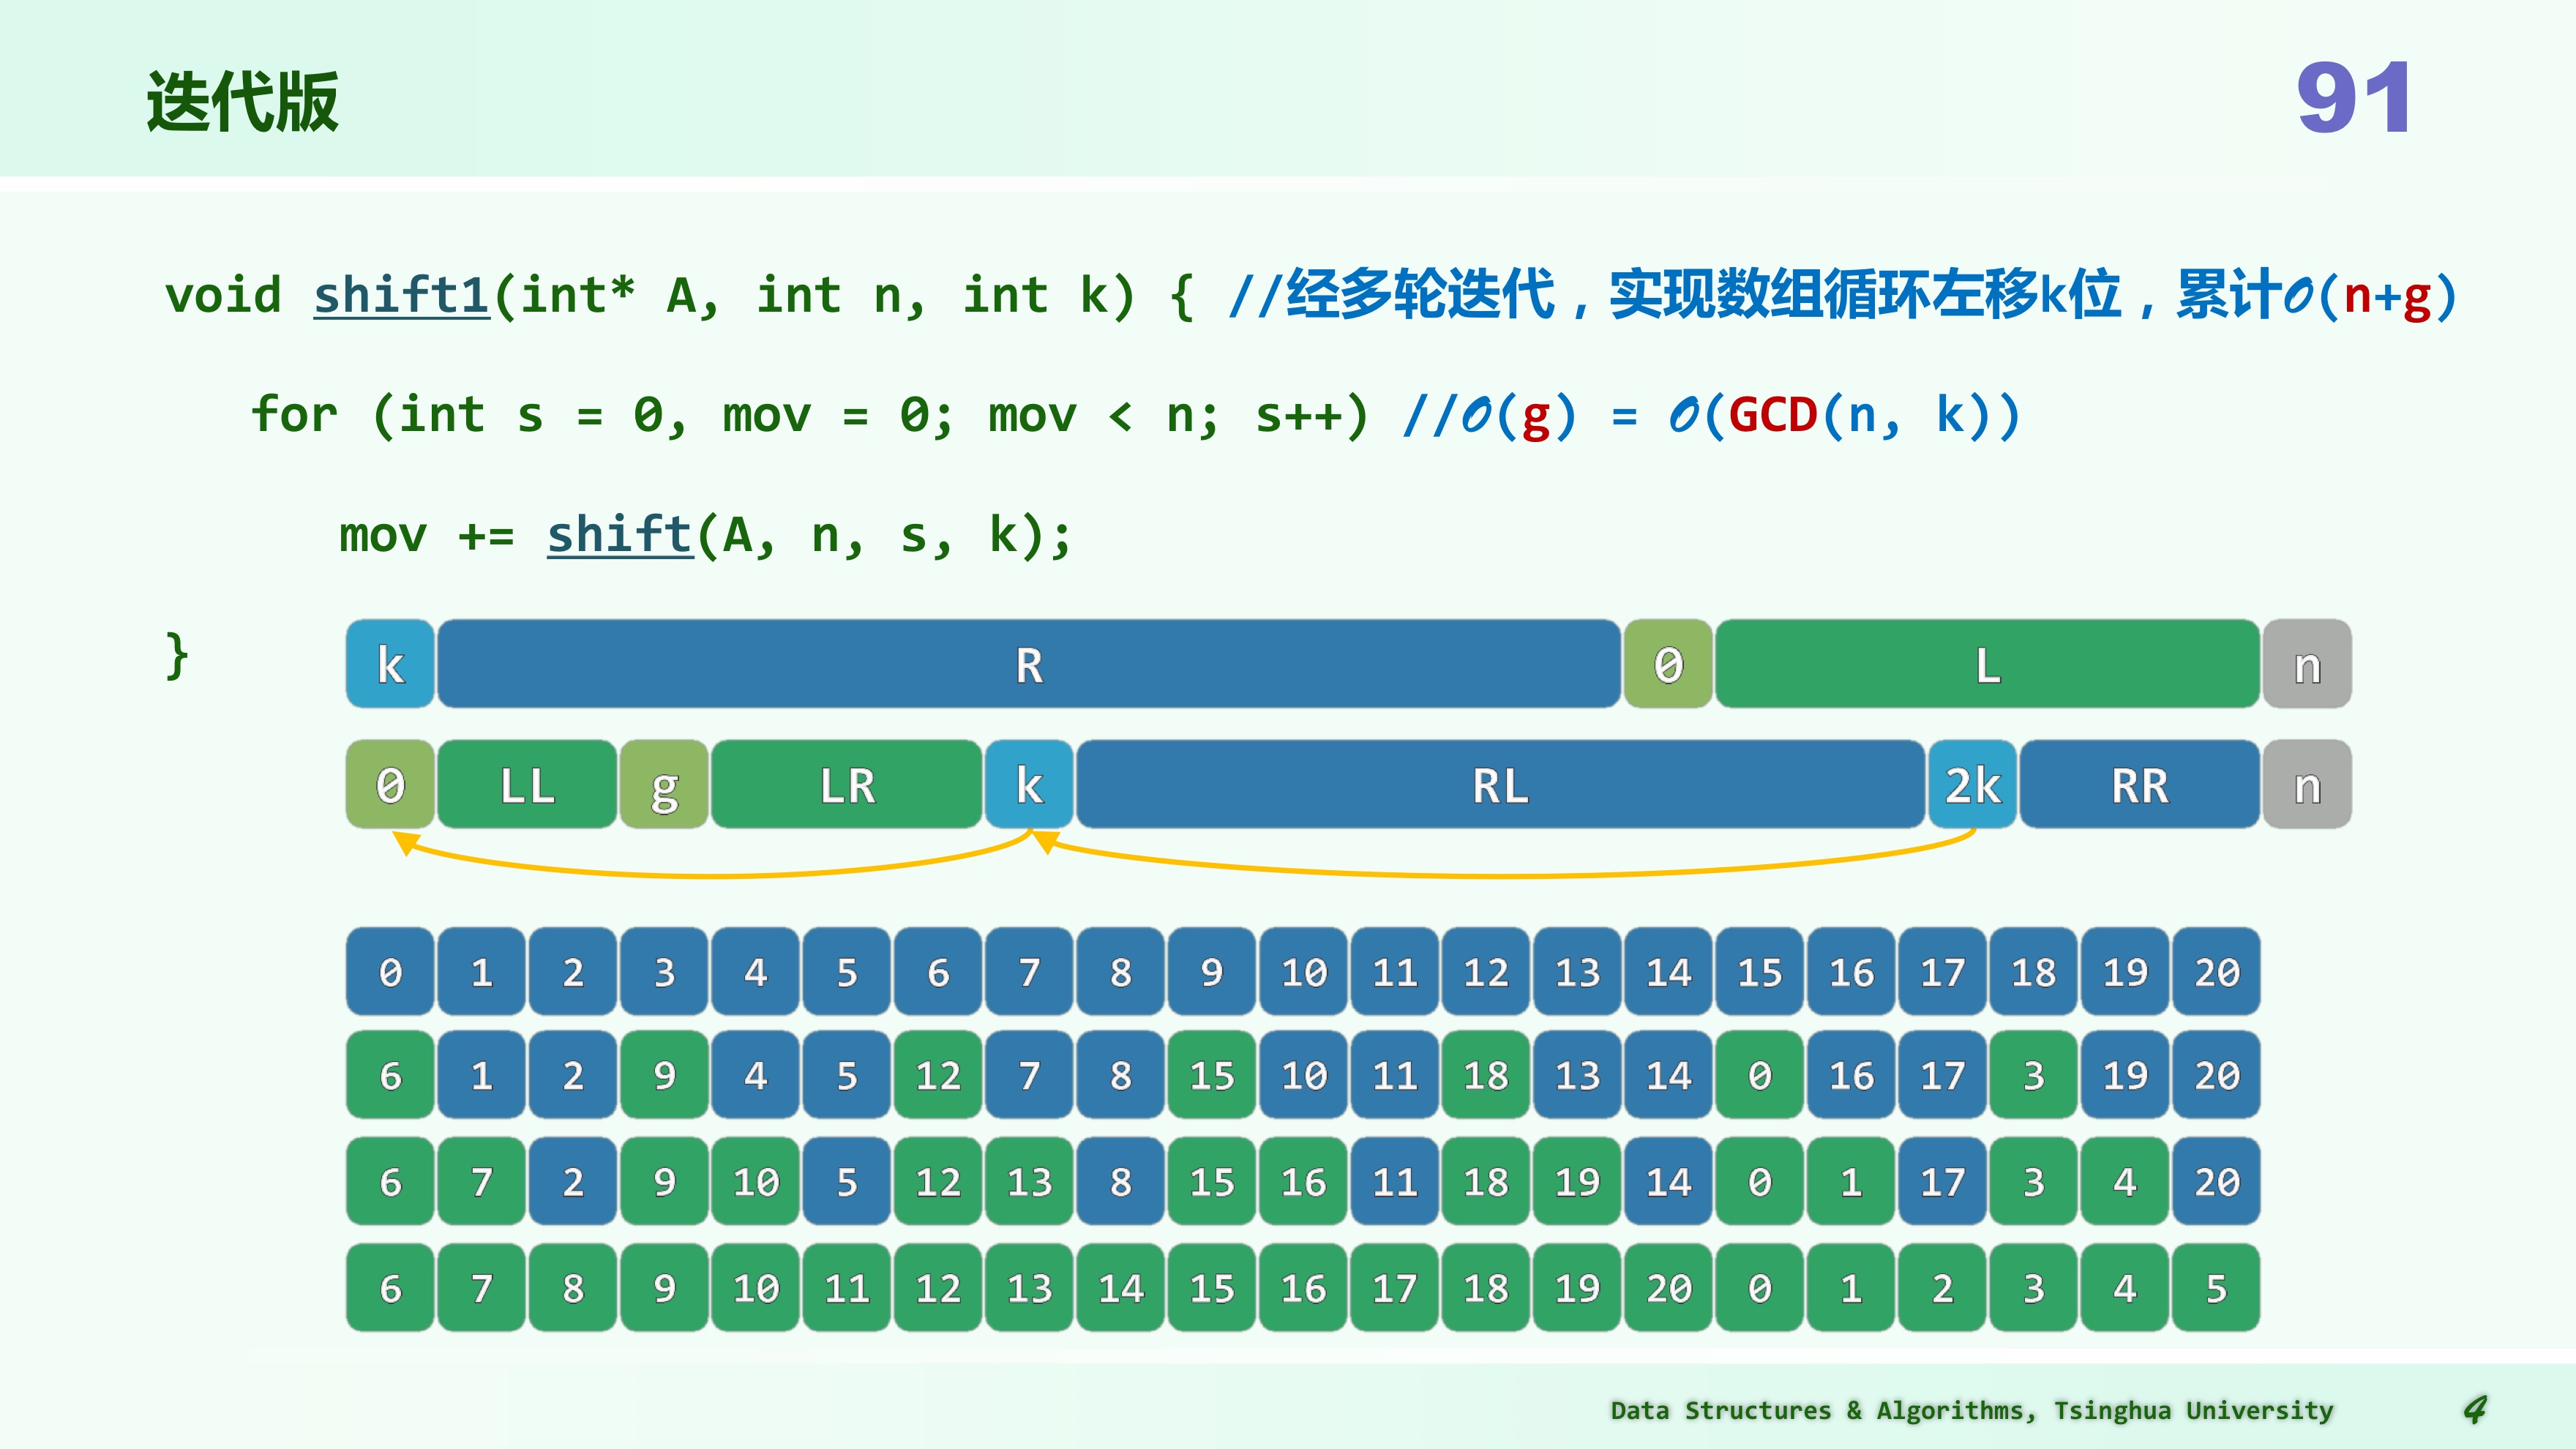 迭代版
91
void shift1(int* A, int n, int k) { //经多轮迭代，实现数组循环左移k位，累计O(n+g)
for (int s = 0, mov = 0; mov < n; s++) //O(g) = O(GCD(n, k))
mov += shift(A, n, s, k);
}
k R 0 L n
0 LL g LR k RL 2k RR n
0 1 2 3 4 5 6 7 8 9 10 11 12 13 14 15 16 17 18 19 20
6 1 2 9 4 5 12 7 8 15 10 11 18 13 14 0 16 17 3 19 20
6 7 2 9 10 5 12 13 8 15 16 11 18 19 14 0 1 17 3 4 20
6 7 8 9 10 11 12 13 14 15 16 17 18 19 20 0 1 2 3 4 5
Data Structures & Algorithms, Tsinghua University 4